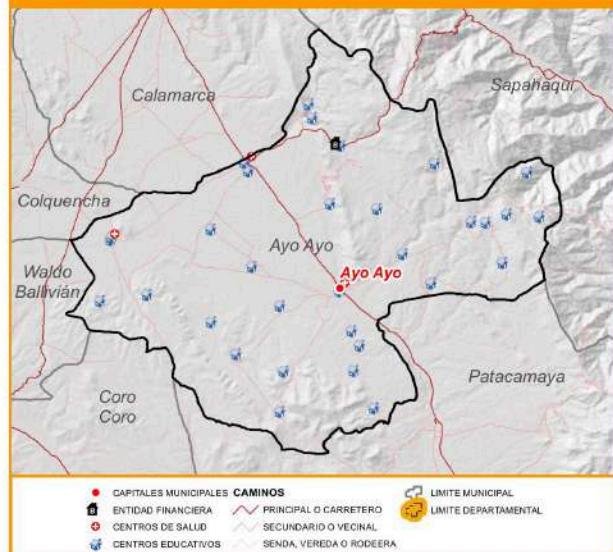 Calamarca
Sapahaqui
Colquencha
Ayo Ayo
Ayo Ayo
Waldo
Ballivián
Patacamaya
Coro
Coro
CAPITALES MUNICIPALES
ENTIDAD FINANCIERA
CENTROS DE SALUD
CENTROS EDUCATIVOS
CAMINOS
PRINCIPAL O CARRETERO
SECUNDARIO O VECINAL
SENDA, VEREDA O RODEERA
LIMITE MUNICIPAL
LIMITE DEPARTAMENTAL